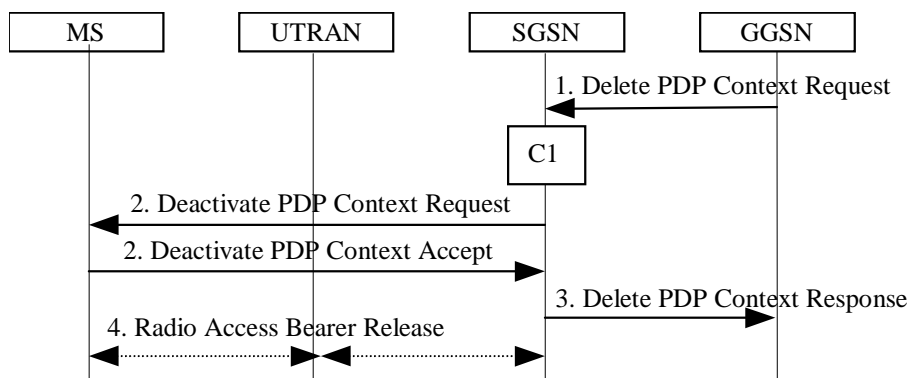 MS UTRAN SGSN GGSN
1. Delete PDP Context Request
C1
2. Deactivate PDP Context Request
2. Deactivate PDP Context Accept
3. Delete PDP Context Response
4. Radio Access Bearer Release